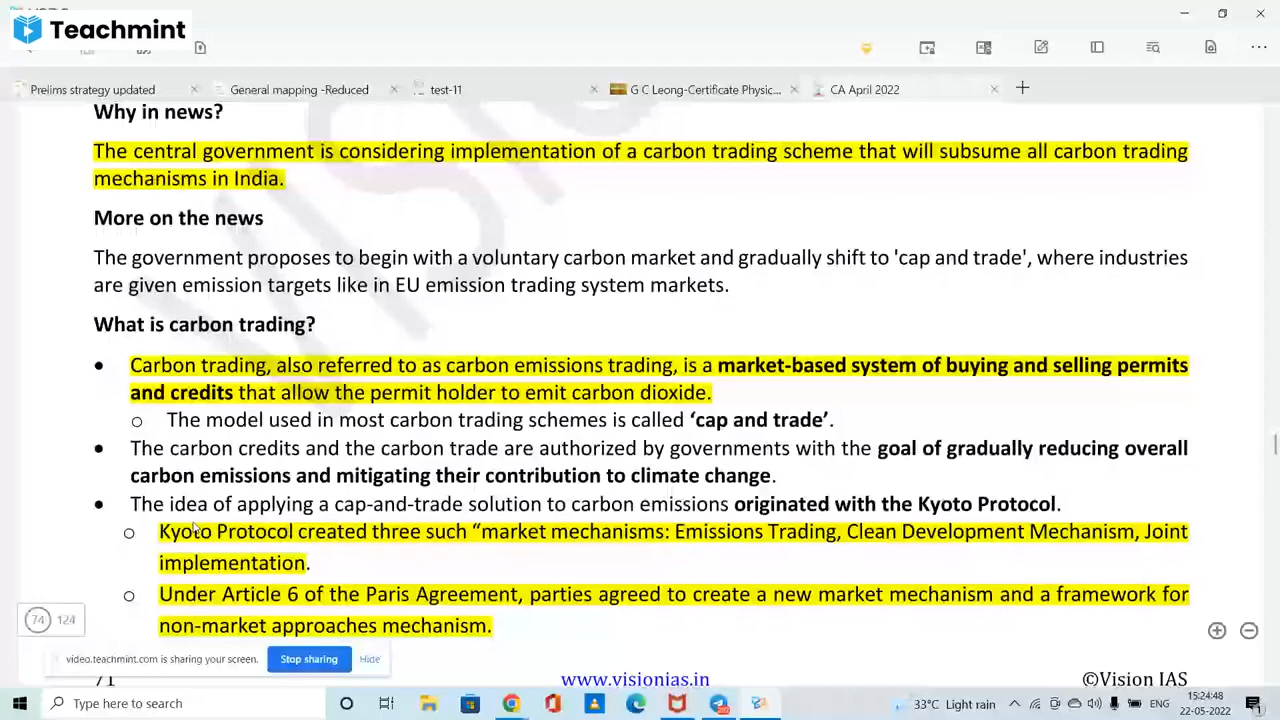 Teachmint
Prelims strategy updated
General mapping -Reduced
test-11
G C Leong-Certificate Physic...
CA April 2022
Why in news?
The central government is considering implementation of a carbon trading scheme that will subsume all carbon trading
mechanisms in India.
More on the news
The government proposes to begin with a voluntary carbon market and gradually shift to 'cap and trade', where industries
are given emission targets like in EU emission trading system markets.
What is carbon trading?
• Carbon trading, also referred to as carbon emissions trading, is a market-based system of buying and selling permits
and credits that allow the permit holder to emit carbon dioxide.
o The model used in most carbon trading schemes is called ‘cap and trade’.
• The carbon credits and the carbon trade are authorized by governments with the goal of gradually reducing overall
carbon emissions and mitigating their contribution to climate change.
• The idea of applying a cap-and-trade solution to carbon emissions originated with the Kyoto Protocol.
o Kyoto Protocol created three such “market mechanisms: Emissions Trading, Clean Development Mechanism, Joint
implementation.
o Under Article 6 of the Paris Agreement, parties agreed to create a new market mechanism and a framework for
non-market approaches mechanism.
74 124
video.teachmint.com is sharing your screen. Stop sharing Hide
71 www.visionias.in ©Vision IAS
Type here to search
33°C Light rain
ENG
15:24:48
22-05-2022